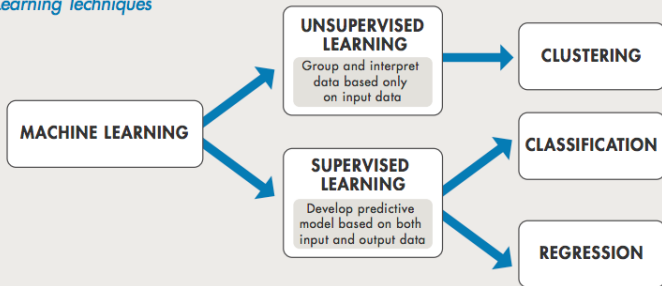 Learning Techniques
UNSUPERVISED
LEARNING
Group and interpret
data based only
on input data
CLUSTERING
MACHINE LEARNING
SUPERVISED
LEARNING
Develop predictive
model based on both
input and output data
CLASSIFICATION
REGRESSION